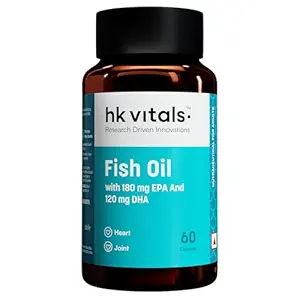 hk vitals:
Research Driven Innovations
Fish Oil
with 180 mg EPA And
120 mg DHA
Heart
Joint
60